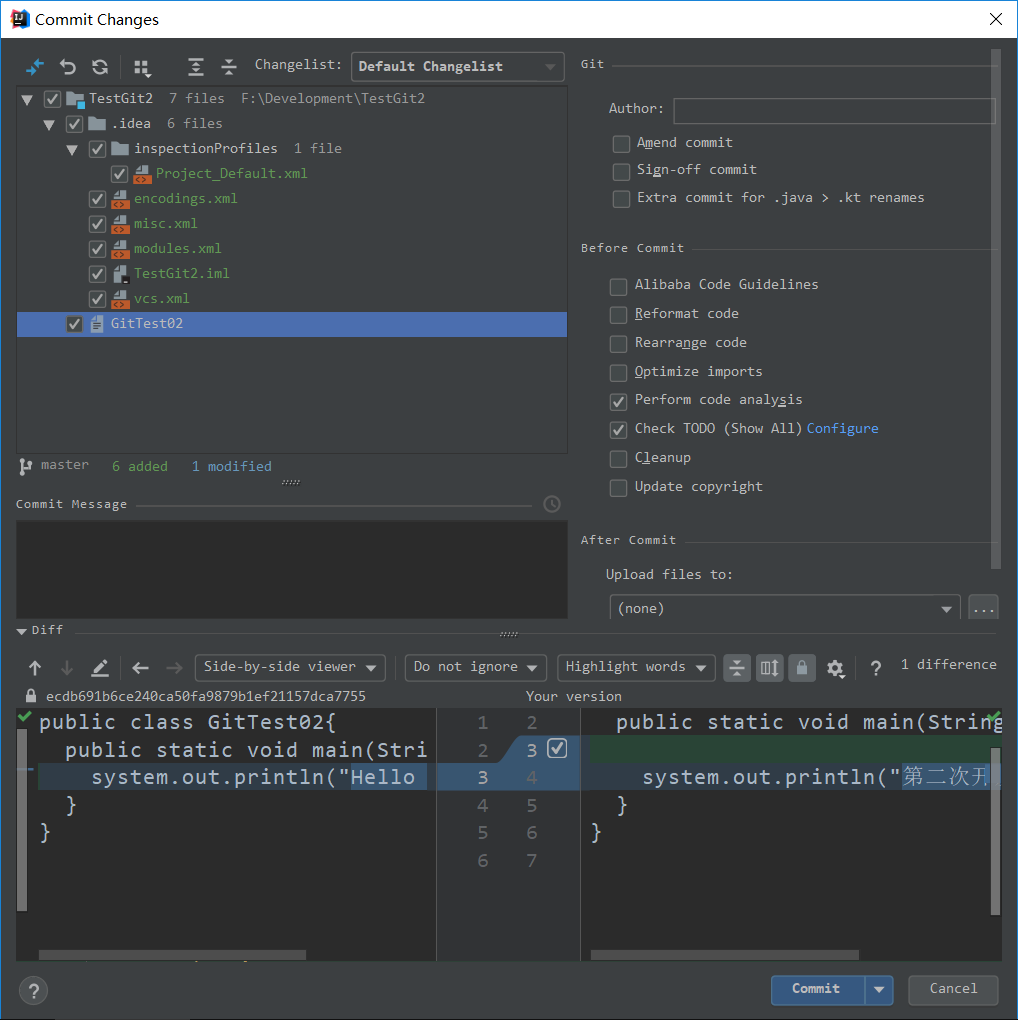 Commit Changes
Changelist: Default Changelist
TestGit2 7 files F:\Development\TestGit2
.idea 6 files
inspectionProfiles 1 file
Project_Default.xml
encodings.xml
misc.xml
modules.xml
TestGit2.iml
vcs.xml
GitTest02
master 6 added 1 modified
Commit Message
Git
Author:
Amend commit
Sign-off commit
Extra commit for .java > .kt renames
Before Commit
Alibaba Code Guidelines
Reformat code
Rearrange code
Optimize imports
Perform code analysis
Check TODO (Show All) Configure
Cleanup
Update copyright
After Commit
Upload files to:
(none) ...
Diff
Side-by-side viewer Do not ignore Highlight words ? 1 difference
ecdb691b6ce240ca50fa9879b1ef21157dca7755 Your version
public class GitTest02{ 1 2 public static void main(String
public static void main(Stri 2 3
system.out.println("Hello 3 4 system.out.println("第二次开
} 4 5 }
} 5 6 }
6 7
? Commit Cancel